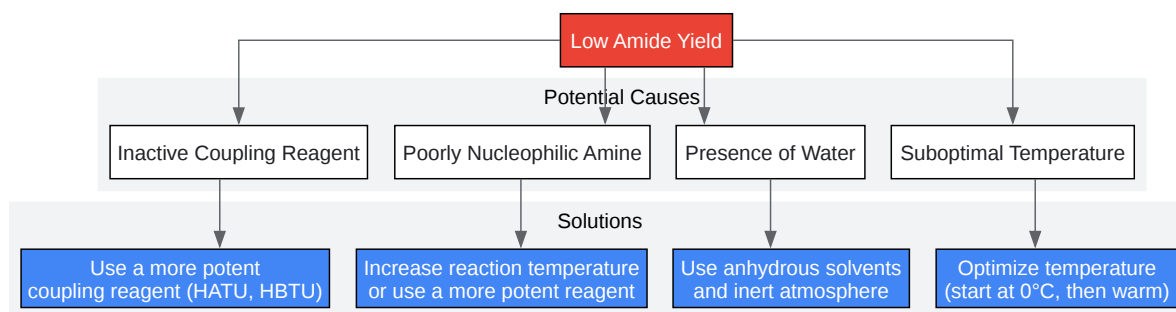 Low Amide Yield
Potential Causes
Inactive Coupling Reagent
Poorly Nucleophilic Amine
Presence of Water
Suboptimal Temperature
Solutions
Use a more potent
coupling reagent (HATU, HBTU)
Increase reaction temperature
or use a more potent reagent
Use anhydrous solvents
and inert atmosphere
Optimize temperature
(start at 0°C, then warm)